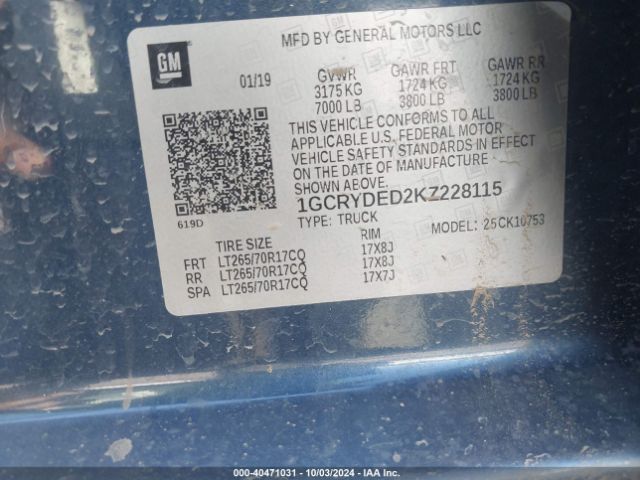 GM
MFD BY GENERAL MOTORS LLC
01/19
GVWR GAWR FRT GAWR RR
3175 KG 1724 KG 1724 KG
7000 LB 3800 LB 3800 LB
THIS VEHICLE CONFORMS TO ALL
APPLICABLE U.S. FEDERAL MOTOR
VEHICLE SAFETY STANDARDS IN EFFECT
ON THE DATE OF MANUFACTURE
SHOWN ABOVE.
1GCRYDED2KZ228115
619D
TYPE: TRUCK MODEL: 25CK10753
TIRE SIZE RIM
FRT LT265/70R17CQ 17X8J
RR LT265/70R17CQ 17X8J
SPA LT265/70R17CQ 17X7J
000-40471031 - 10/03/2024 - IAA Inc.